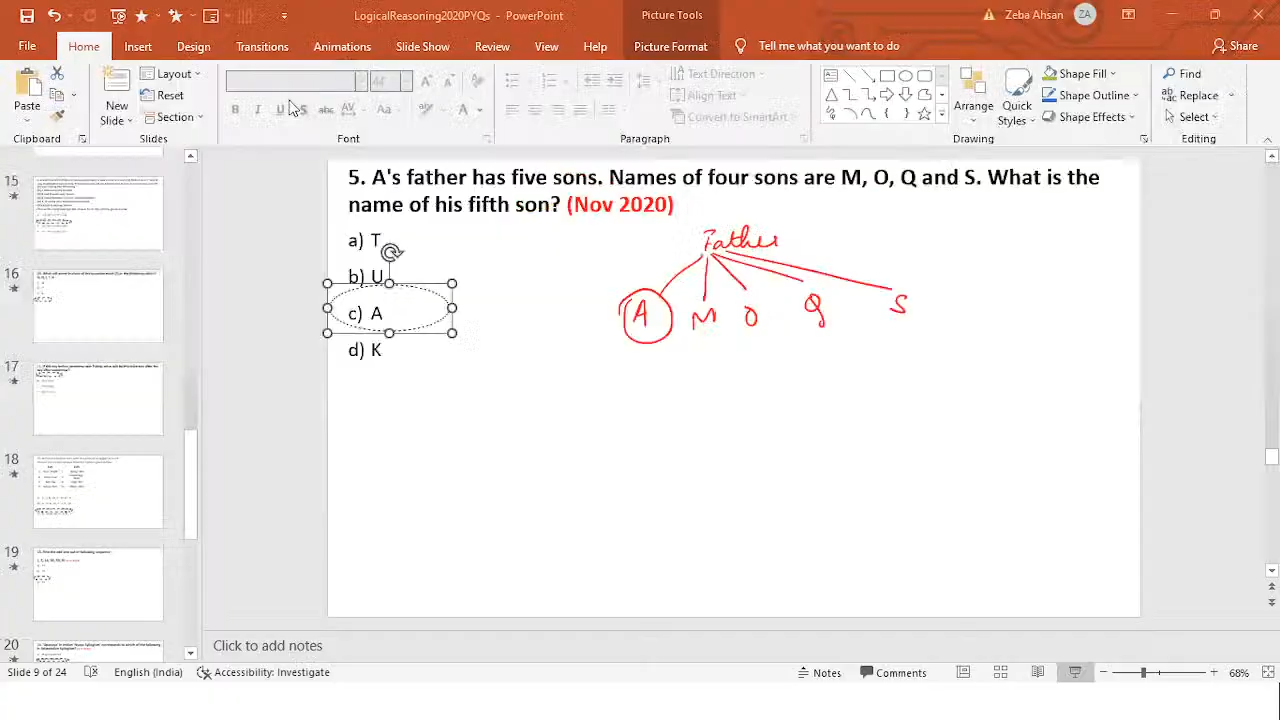 LogicalReasoning2020PYQs - PowerPoint
Picture Tools
Zeba Ahsan
ZA
File
Home
Insert
Design
Transitions
Animations
Slide Show
Review
View
Help
Picture Format
Tell me what you want to do
Share
Paste
Clipboard
New
Slide
Layout
Reset
Section
Slides
44
B I U S abc AV Aa A
Font
Text Direction
Align Text
Convert to SmartArt
Paragraph
Arrange
Quick
Styles
Shape Fill
Shape Outline
Shape Effects
Drawing
Find
Replace
Select
Editing
15
16
17
18
19
20
5. A's father has five sons. Names of four sons are M, O, Q and S. What is the
name of his fifth son? (Nov 2020)
a) T
b) U
c) A
d) K
Father
A M O Q S
Click to add notes
Slide 9 of 24
English (India)
Accessibility: Investigate
Notes
Comments
68%